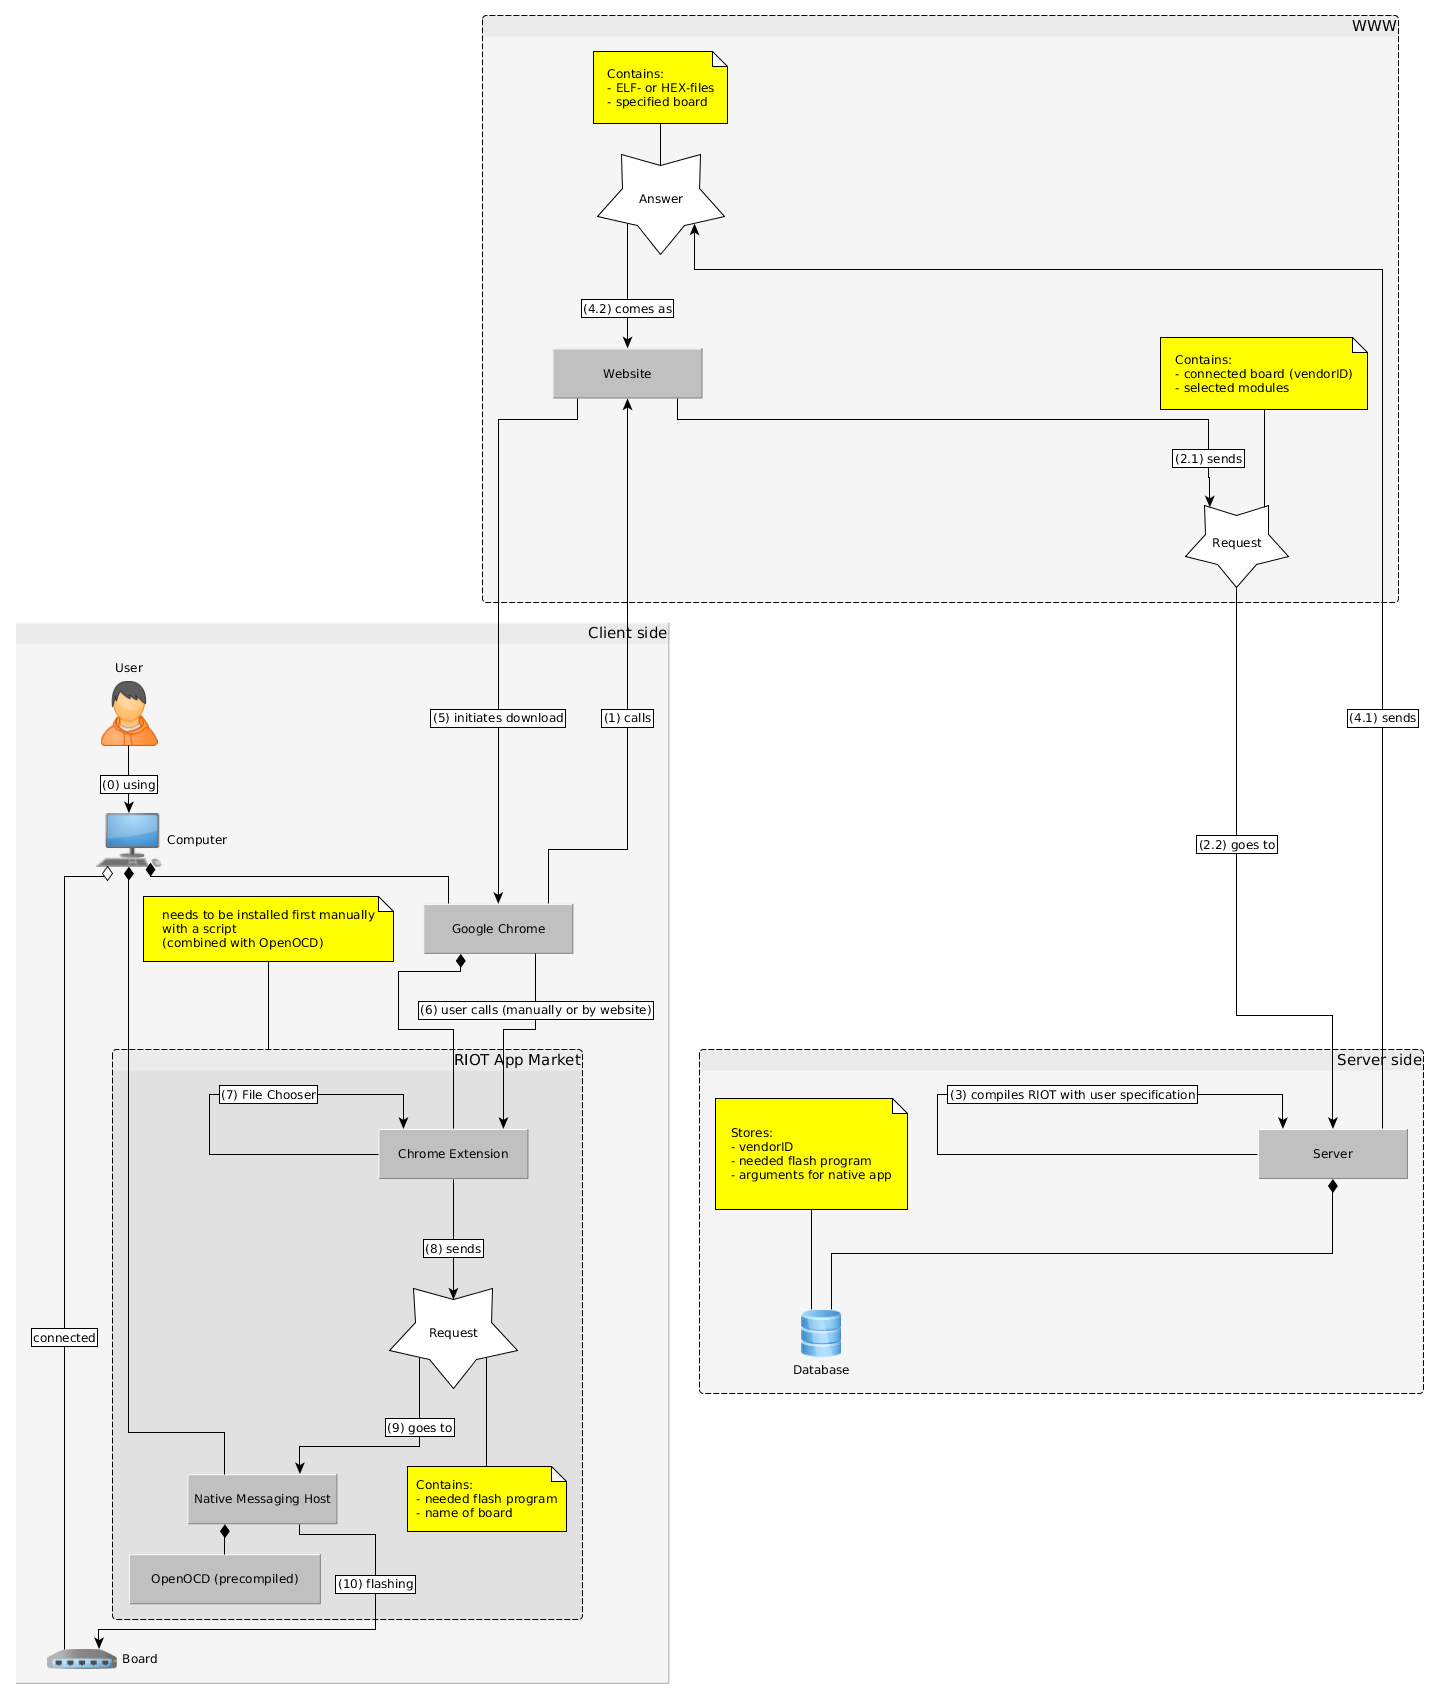 WWW
Contains:
- ELF- or HEX-files
- specified board
Answer
(4.2) comes as
Website
Contains:
- connected board (vendorID)
- selected modules
(2.1) sends
Request
Client side
User
(5) initiates download
(1) calls
(4.1) sends
(0) using
Computer
(2.2) goes to
needs to be installed first manually
with a script
(combined with OpenOCD)
Google Chrome
(6) user calls (manually or by website)
RIOT App Market
Server side
(7) File Chooser
(3) compiles RIOT with user specification
Chrome Extension
Stores:
- vendorID
- needed flash program
- arguments for native app
Server
(8) sends
Request
connected
Database
(9) goes to
Native Messaging Host
Contains:
- needed flash program
- name of board
OpenOCD (precompiled)
(10) flashing
Board